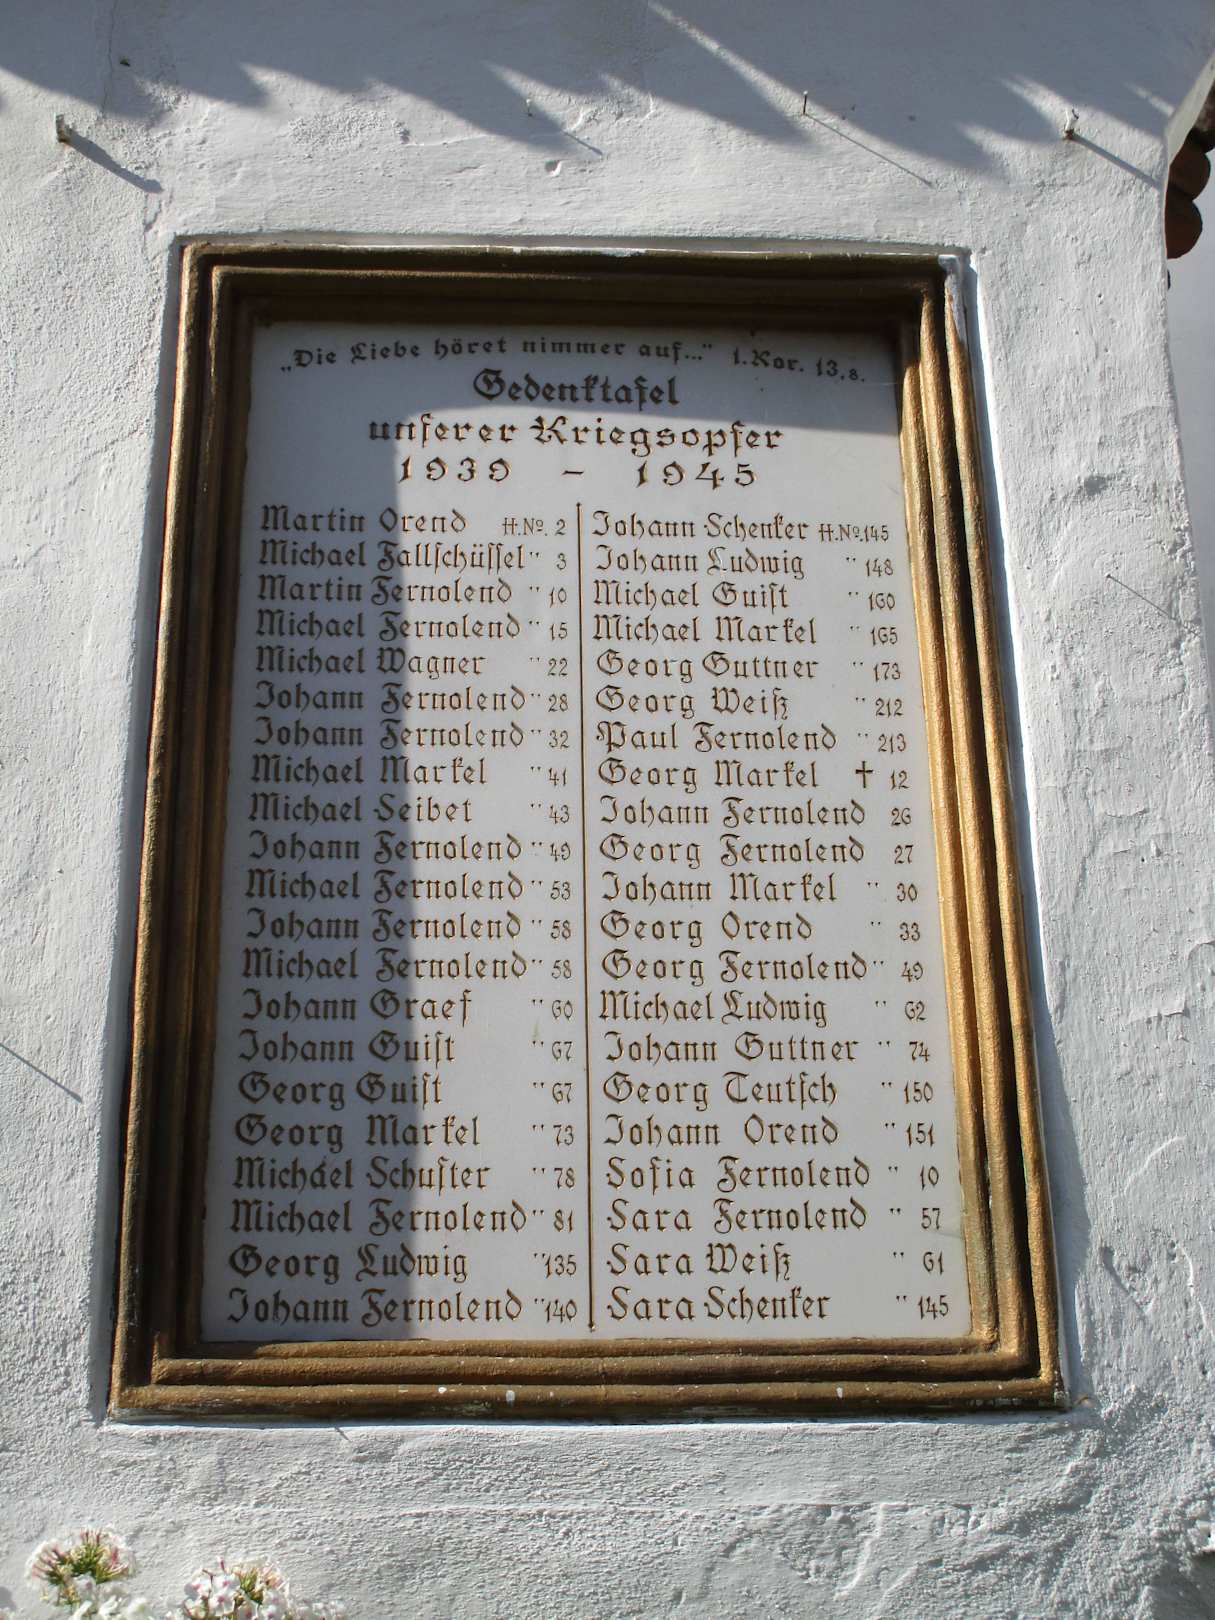 „Die Liebe höret nimmer auf..." 1.Kor. 13,8.
Gedenktafel
unserer Kriegsopfer
1939 - 1945
Martin Orend H.No. 2
Michael Fallschüssel " 3
Martin Fernolend " 10
Michael Fernolend " 15
Michael Wagner " 22
Johann Fernolend " 28
Johann Fernolend " 32
Michael Markel " 41
Michael Seibet " 43
Johann Fernolend " 49
Michael Fernolend " 53
Johann Fernolend " 58
Michael Fernolend " 58
Johann Graef " 60
Johann Guist " 67
Georg Guist " 67
Georg Markel " 73
Michael Schuster " 78
Michael Fernolend " 81
Georg Ludwig " 135
Johann Fernolend " 140
Johann Schenker H.No. 145
Johann Ludwig " 148
Michael Guist " 160
Michael Markel " 165
Georg Guttner " 173
Georg Weiß " 212
Paul Fernolend " 213
Georg Markel † 12
Johann Fernolend 26
Georg Fernolend 27
Johann Markel " 30
Georg Orend " 33
Georg Fernolend " 49
Michael Ludwig " 62
Johann Guttner " 74
Georg Teutsch " 150
Johann Orend " 151
Sofia Fernolend " 10
Sara Fernolend " 57
Sara Weiß " 61
Sara Schenker " 145